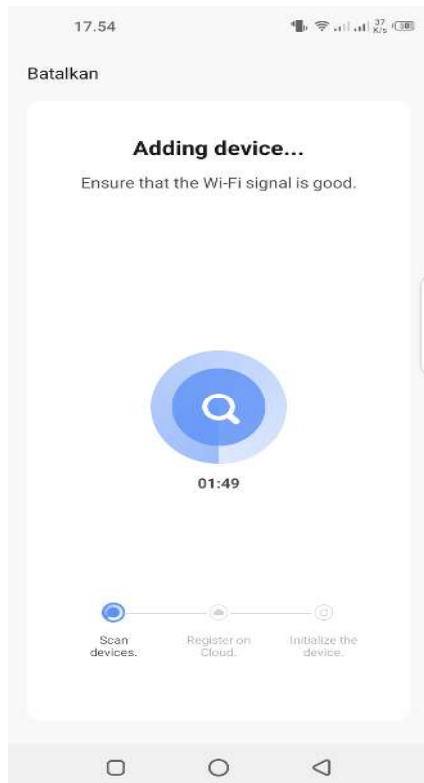 17.54
37
K/s
Batalkan
Adding device...
Ensure that the Wi-Fi signal is good.
01:49
Scan
devices.
Register on
Cloud.
Initialize the
device.